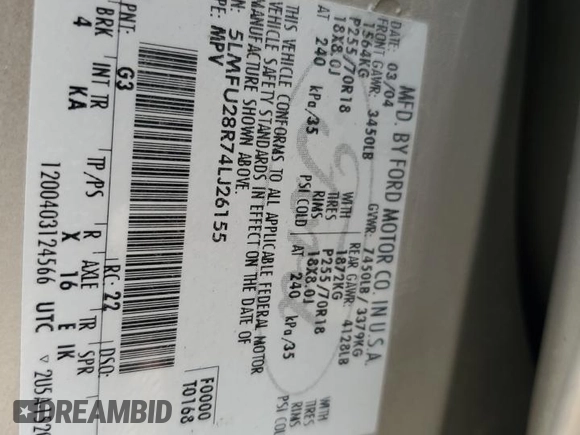 MFD. BY FORD MOTOR CO. IN U.S.A.
DATE: 03/04 GVWR: 7450LB / 3379KG
FRONT GAWR: 3450LB REAR GAWR: 4128LB
1564KG WITH 1872KG WITH
P255/70R18 TIRES P255/70R18 TIRES
18X8.0J RIMS 18X8.0J RIMS
AT 240 kPa/35 PSI COLD AT 240 kPa/35 PSI COLD
THIS VEHICLE CONFORMS TO ALL APPLICABLE FEDERAL MOTOR
VEHICLE SAFETY STANDARDS IN EFFECT ON THE DATE OF
MANUFACTURE SHOWN ABOVE.
5LMFU28R74LJ26155
TYPE: MPV
F0000
T0168
PNT: G3 RC: 22 DSO:
BRK INT TR TP/PS R AXLE TR SPR
4 KA X 16 E IK
1200403124566 UTC
DREAMBID